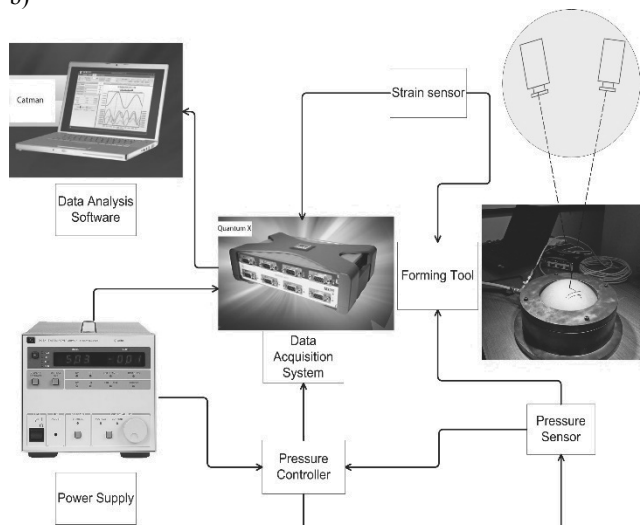 b)
Catman
Strain sensor
Data Analysis
Software
Quantum X
Forming Tool
Data
Acquisition
System
Pressure
Sensor
Pressure
Controller
Power Supply